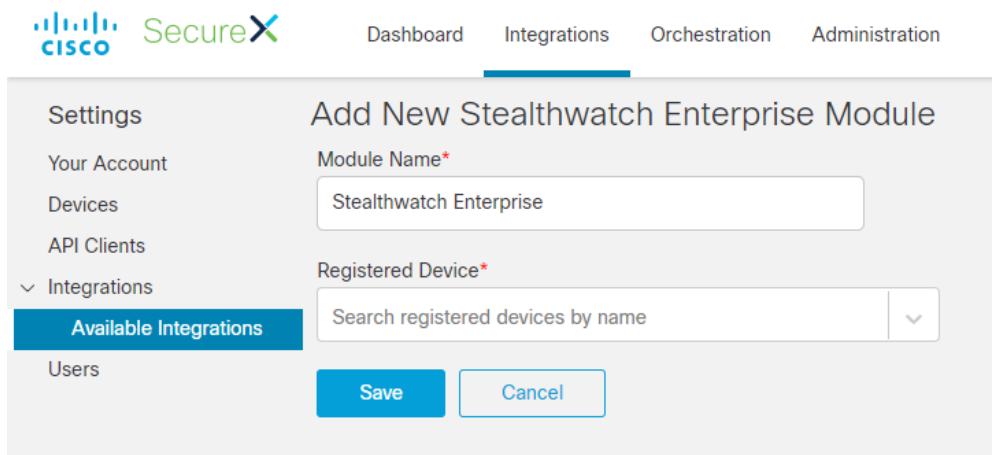 CISCO SecureX Dashboard Integrations Orchestration Administration
Settings
Your Account
Devices
API Clients
Integrations
Available Integrations
Users
Add New Stealthwatch Enterprise Module
Module Name*
Stealthwatch Enterprise
Registered Device*
Search registered devices by name
Save Cancel